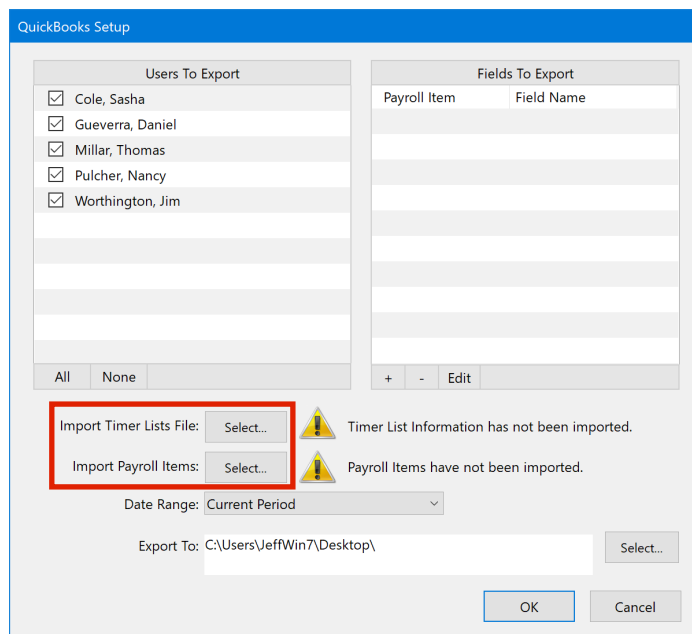 QuickBooks Setup
Users To Export
Cole, Sasha
Gueverra, Daniel
Millar, Thomas
Pulcher, Nancy
Worthington, Jim
All None
Fields To Export
Payroll Item Field Name
+ - Edit
Import Timer Lists File: Select... Timer List Information has not been imported.
Import Payroll Items: Select... Payroll Items have not been imported.
Date Range: Current Period
Export To: C:\Users\JeffWin7\Desktop\ Select...
OK Cancel